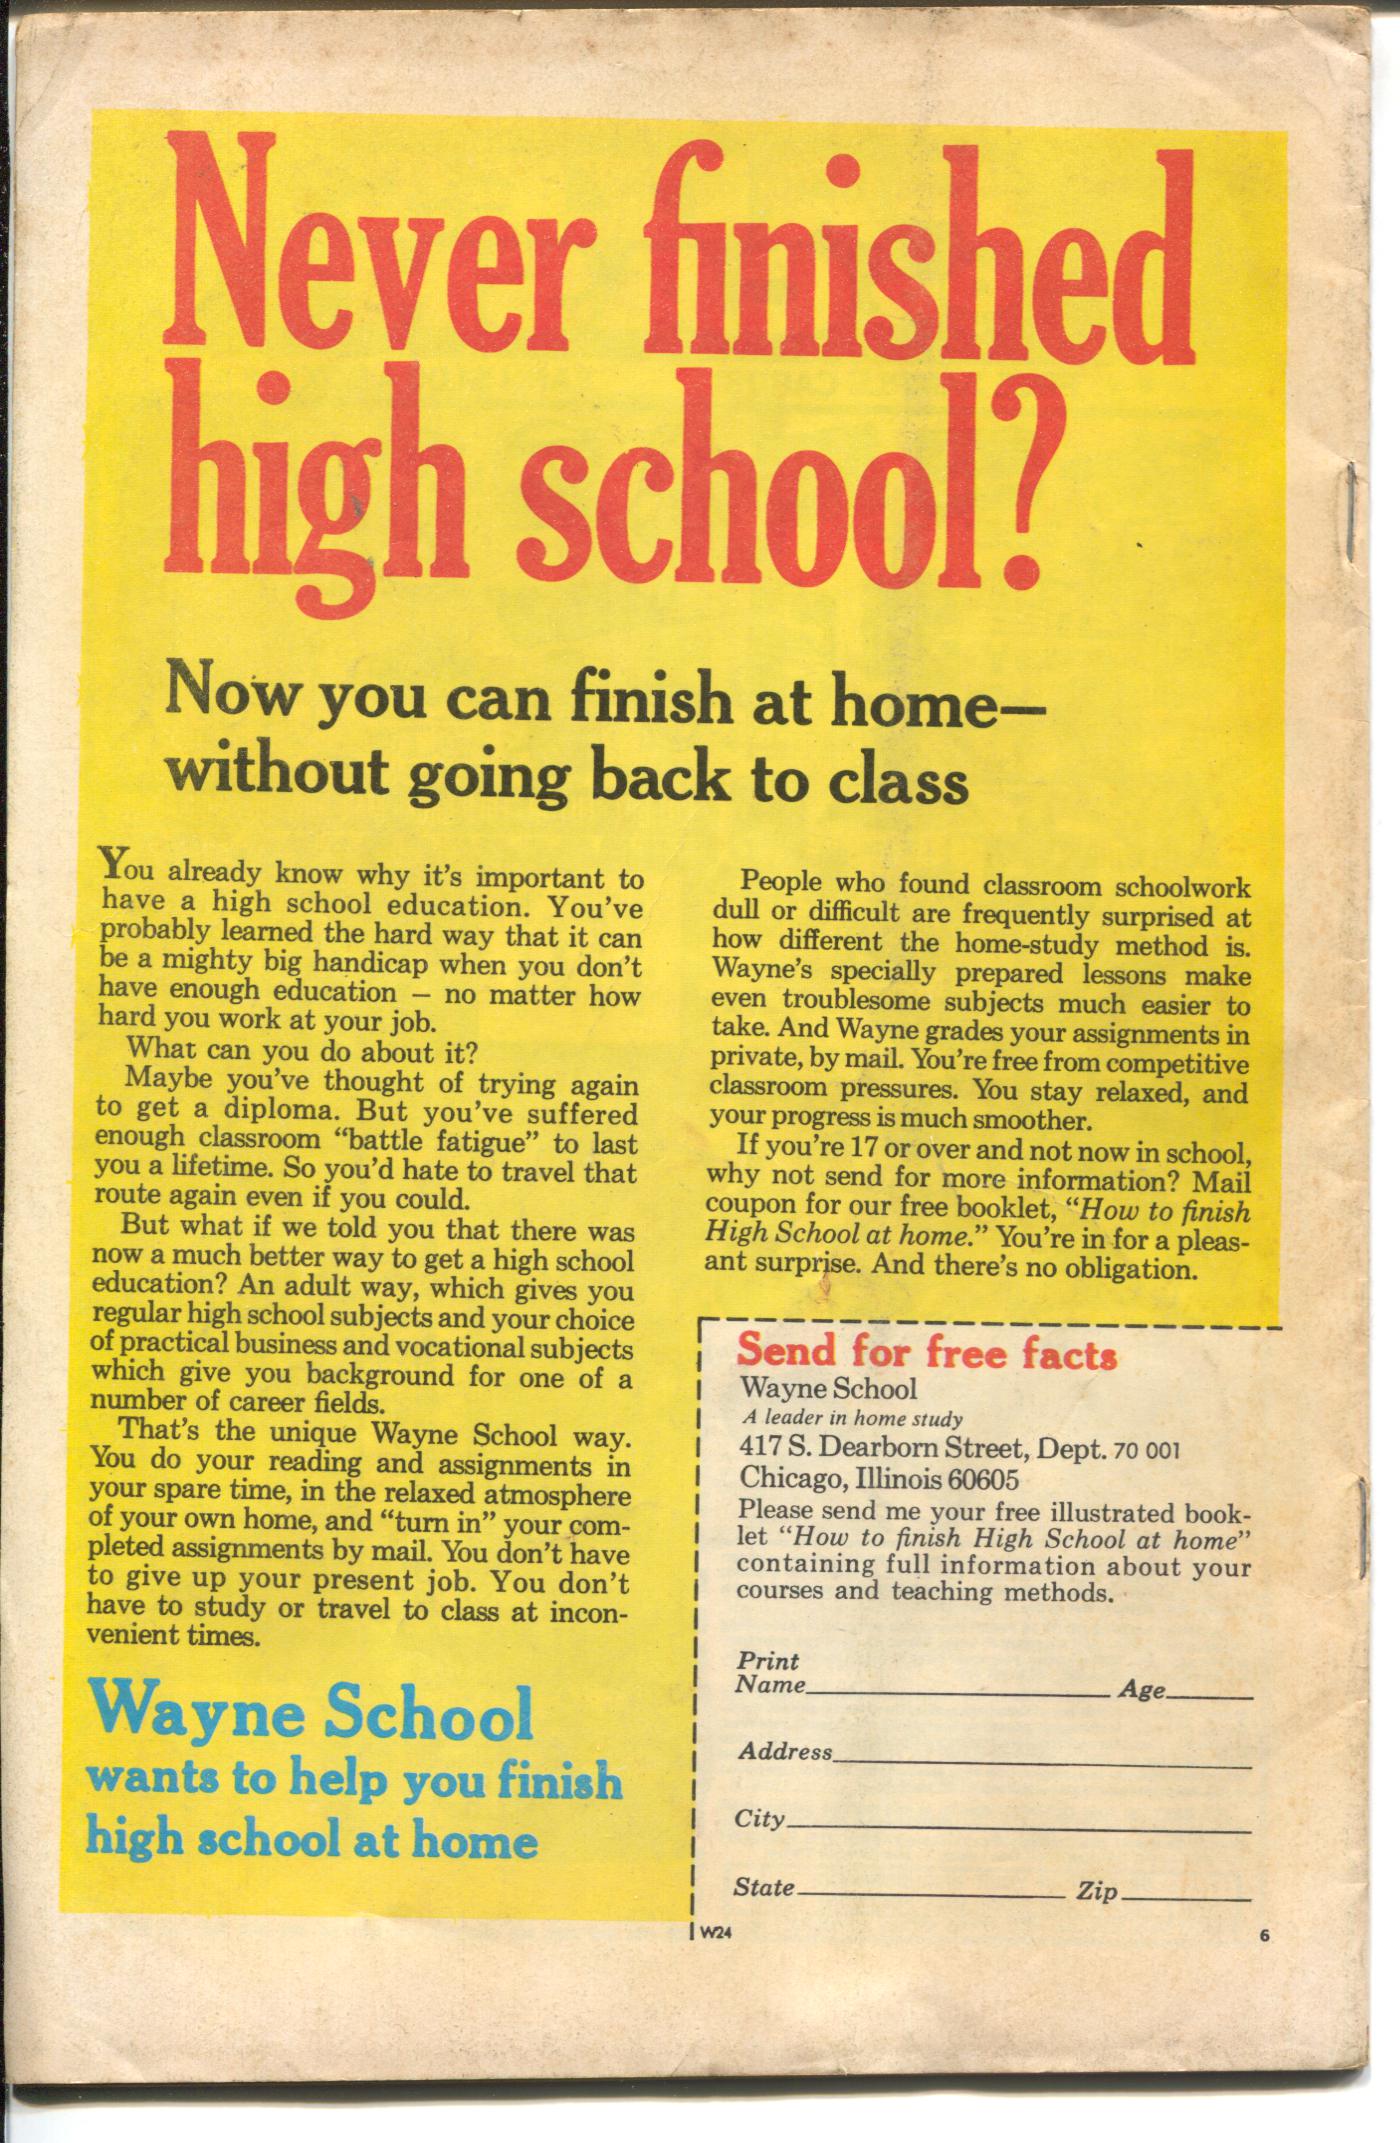 Never finished
high school?
Now you can finish at home—
without going back to class
You already know why it's important to
have a high school education. You've
probably learned the hard way that it can
be a mighty big handicap when you don't
have enough education — no matter how
hard you work at your job.
What can you do about it?
Maybe you've thought of trying again
to get a diploma. But you've suffered
enough classroom "battle fatigue" to last
you a lifetime. So you'd hate to travel that
route again even if you could.
But what if we told you that there was
now a much better way to get a high school
education? An adult way, which gives you
regular high school subjects and your choice
of practical business and vocational subjects
which give you background for one of a
number of career fields.
That's the unique Wayne School way.
You do your reading and assignments in
your spare time, in the relaxed atmosphere
of your own home, and "turn in" your com-
pleted assignments by mail. You don't have
to give up your present job. You don't
have to study or travel to class at incon-
venient times.
Wayne School
wants to help you finish
high school at home
People who found classroom schoolwork
dull or difficult are frequently surprised at
how different the home-study method is.
Wayne's specially prepared lessons make
even troublesome subjects much easier to
take. And Wayne grades your assignments in
private, by mail. You're free from competitive
classroom pressures. You stay relaxed, and
your progress is much smoother.
If you're 17 or over and not now in school,
why not send for more information? Mail
coupon for our free booklet, "How to finish
High School at home." You're in for a pleas-
ant surprise. And there's no obligation.
Send for free facts
Wayne School
A leader in home study
417 S. Dearborn Street, Dept. 70 001
Chicago, Illinois 60605
Please send me your free illustrated book-
let "How to finish High School at home"
containing full information about your
courses and teaching methods.
Print
Name Age
Address
City
State Zip
W24 6